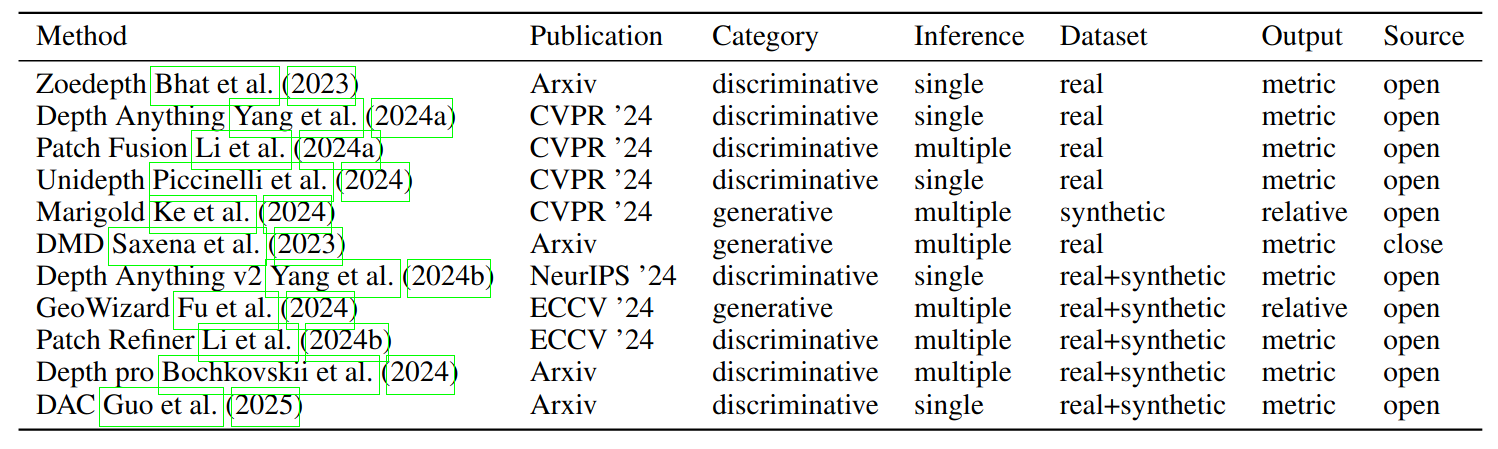 Method Publication Category Inference Dataset Output Source
Zoedepth Bhat et al. (2023) Arxiv discriminative single real metric open
Depth Anything Yang et al. (2024a) CVPR ’24 discriminative single real metric open
Patch Fusion Li et al. (2024a) CVPR ’24 discriminative multiple real metric open
Unidepth Piccinelli et al. (2024) CVPR ’24 discriminative single real metric open
Marigold Ke et al. (2024) CVPR ’24 generative multiple synthetic relative open
DMD Saxena et al. (2023) Arxiv generative multiple real metric close
Depth Anything v2 Yang et al. (2024b) NeurIPS ’24 discriminative single real+synthetic metric open
GeoWizard Fu et al. (2024) ECCV ’24 generative multiple real+synthetic relative open
Patch Refiner Li et al. (2024b) ECCV ’24 discriminative multiple real+synthetic metric open
Depth pro Bochkovskii et al. (2024) Arxiv discriminative multiple real+synthetic metric open
DAC Guo et al. (2025) Arxiv discriminative single real+synthetic metric open